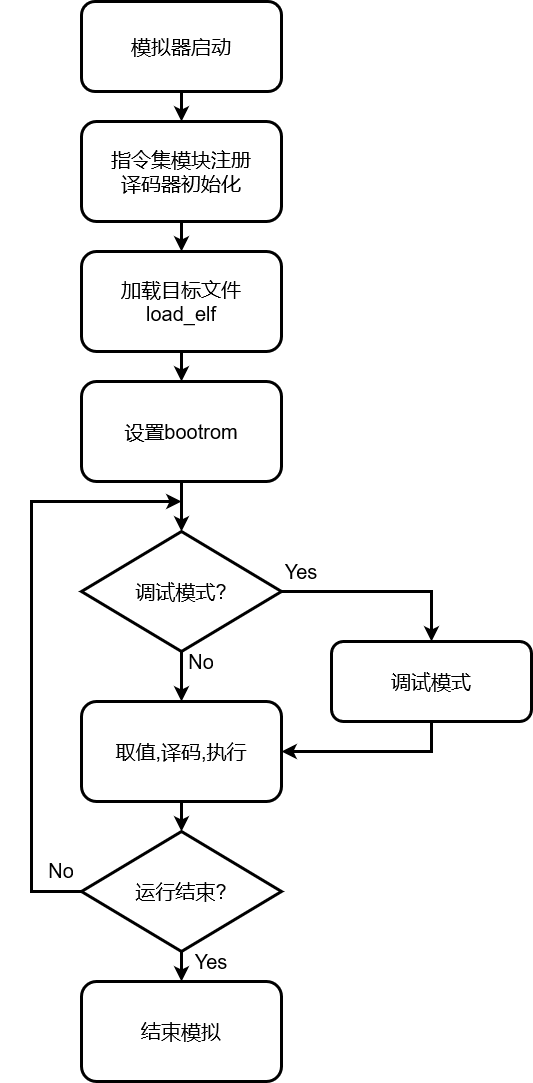 模拟器启动
指令集模块注册
译码器初始化
加载目标文件
load_elf
设置bootrom
调试模式?
Yes
No
调试模式
取值,译码,执行
运行结束?
No
Yes
结束模拟